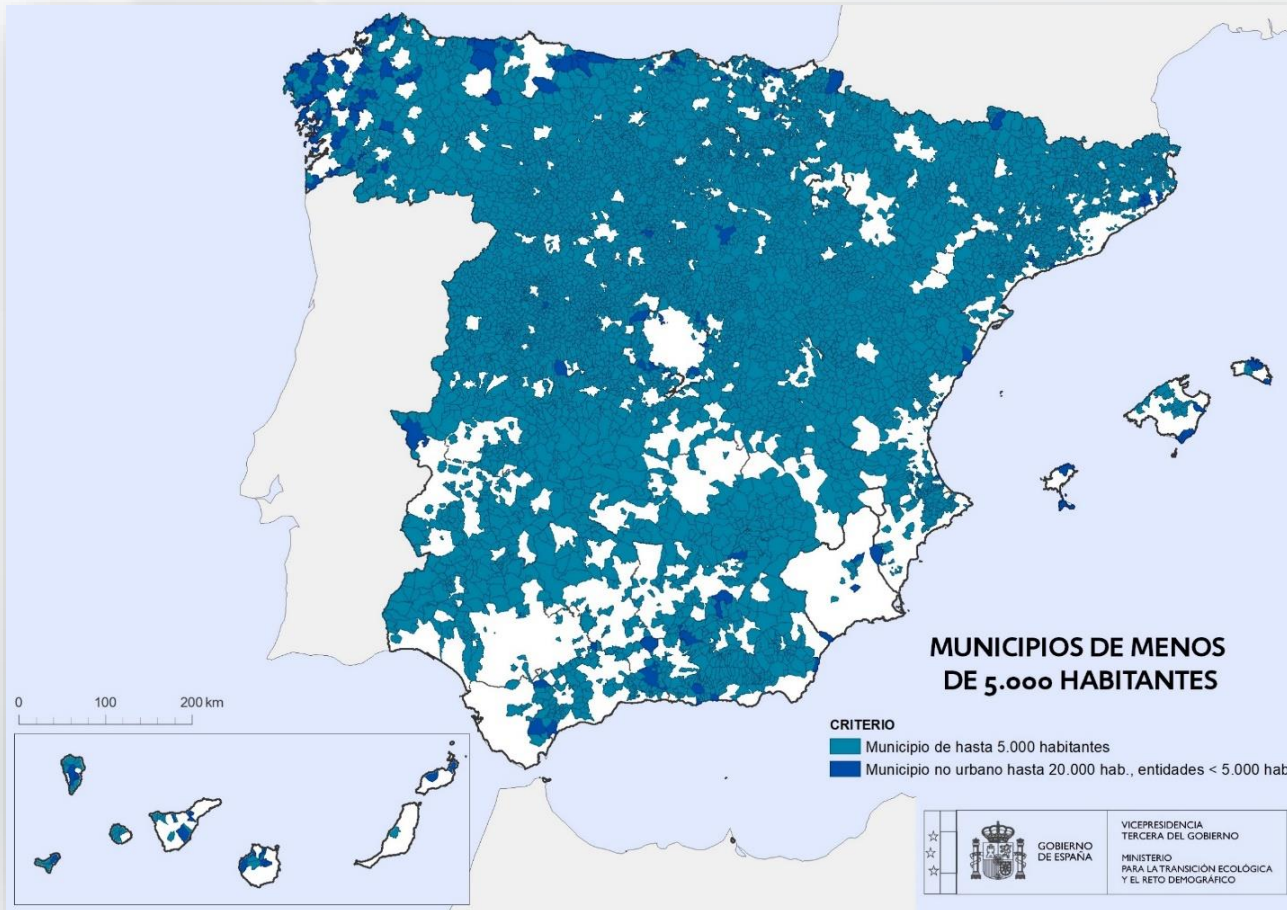 MUNICIPIOS DE MENOS
DE 5.000 HABITANTES
0 100 200 km
CRITERIO
Municipio de hasta 5.000 habitantes
Municipio no urbano hasta 20.000 hab., entidades < 5.000 hab
GOBIERNO
DE ESPAÑA
VICEPRESIDENCIA
TERCERA DEL GOBIERNO
MINISTERIO
PARA LA TRANSICIÓN ECOLÓGICA
Y EL RETO DEMOGRÁFICO